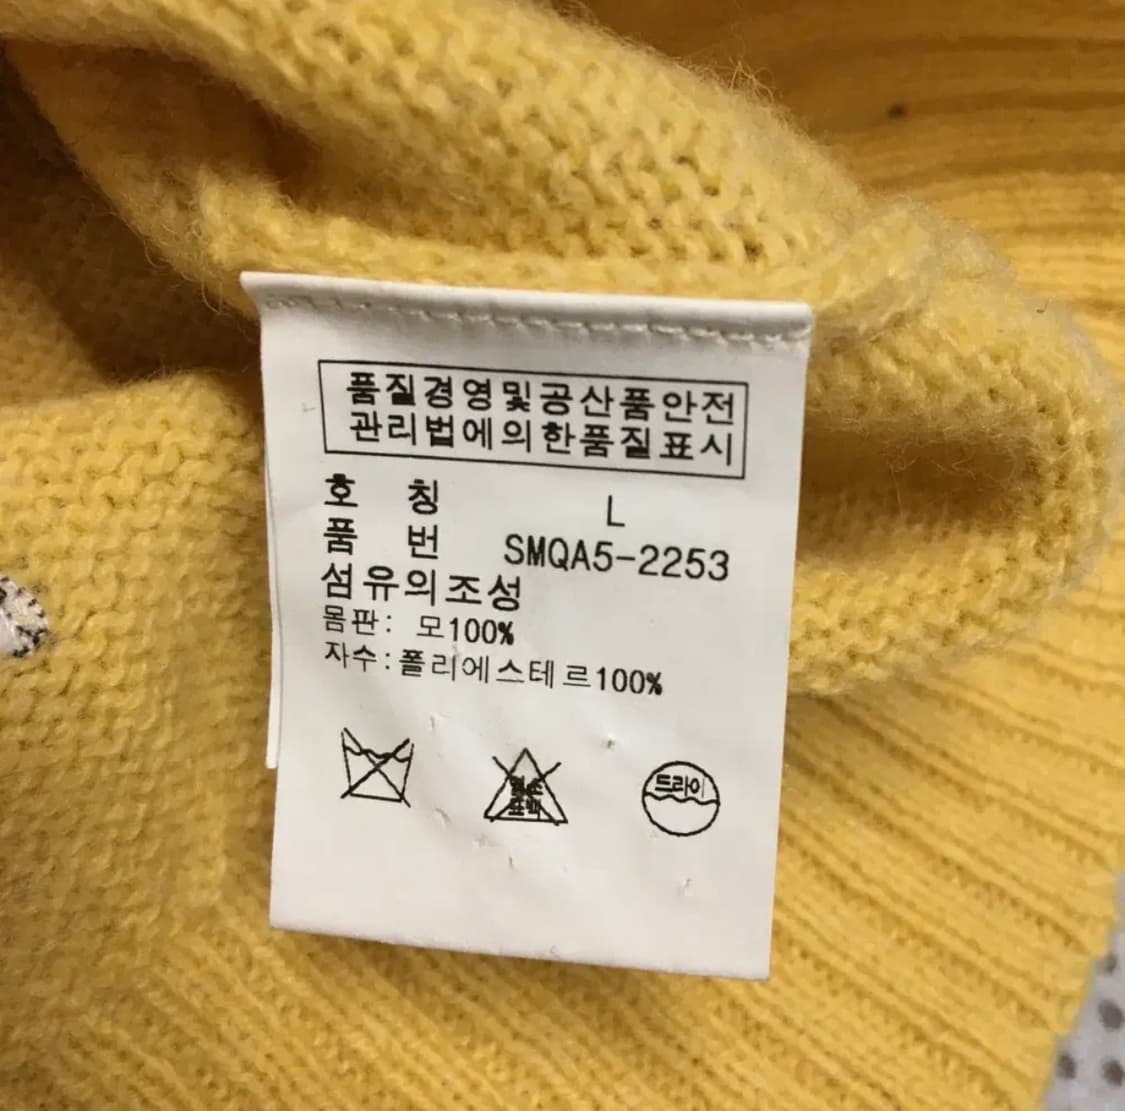 품질경영및공산품안전
관리법에의한품질표시
호 칭 L
품 번 SMQA5-2253
섬유의조성
몸판: 모100%
자수:폴리에스테르100%
드라이